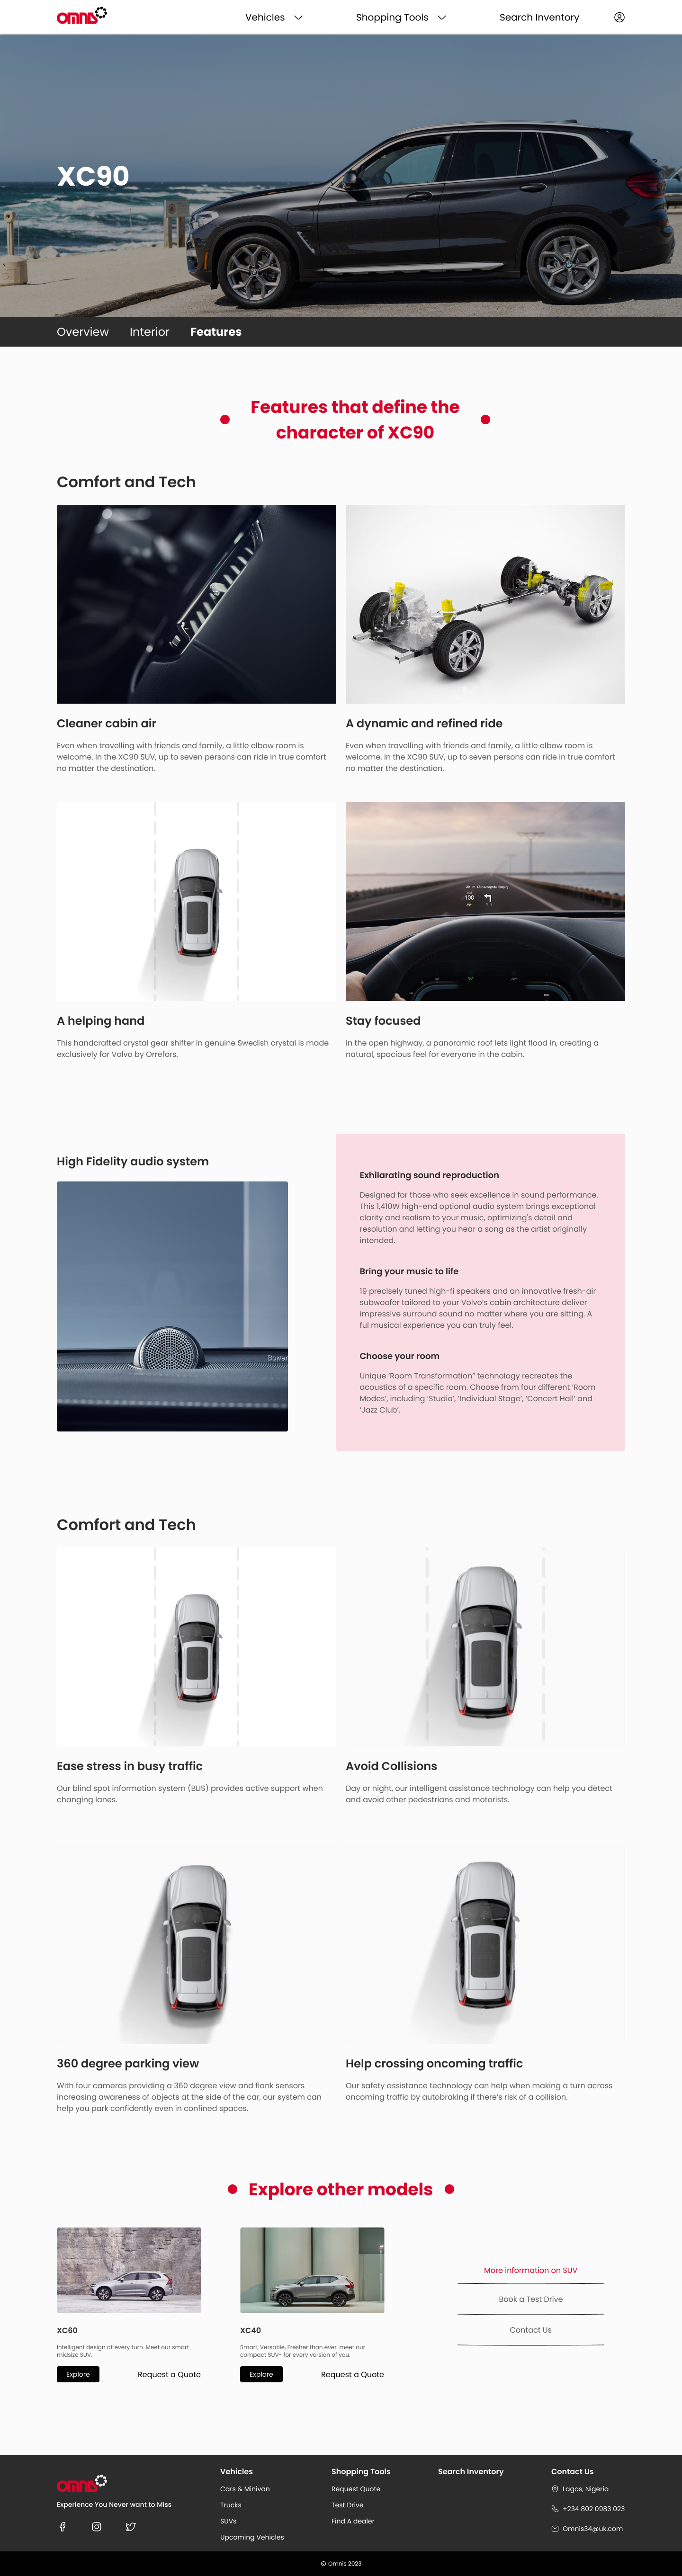 omnis
Vehicles
Shopping Tools
Search Inventory
XC90
Overview
Interior
Features
Features that define the
character of XC90
Comfort and Tech
Cleaner cabin air
Even when travelling with friends and family, a little elbow room is
welcome. In the XC90 SUV, up to seven persons can ride in true comfort
no matter the destination.
A dynamic and refined ride
Even when travelling with friends and family, a little elbow room is
welcome. In the XC90 SUV, up to seven persons can ride in true comfort
no matter the destination.
100
A helping hand
This handcrafted crystal gear shifter in genuine Swedish crystal is made
exclusively for Volvo by Orrefors.
Stay focused
In the open highway, a panoramic roof lets light flood in, creating a
natural, spacious feel for everyone in the cabin.
High Fidelity audio system
Bower
Exhilarating sound reproduction
Designed for those who seek excellence in sound performance.
This 1,410W high-end optional audio system brings exceptional
clarity and realism to your music, optimizing's detail and
resolution and letting you hear a song as the artist originally
intended.
Bring your music to life
19 precisely tuned high-fi speakers and an innovative fresh-air
subwoofer tailored to your Volvo's cabin architecture deliver
impressive surround sound no matter where you are sitting. A
ful musical experience you can truly feel.
Choose your room
Unique 'Room Transformation" technology recreates the
acoustics of a specific room. Choose from four different 'Room
Modes', including 'Studio', 'Individual Stage', 'Concert Hall' and
'Jazz Club'.
Comfort and Tech
Ease stress in busy traffic
Our blind spot information system (BLIS) provides active support when
changing lanes.
Avoid Collisions
Day or night, our intelligent assistance technology can help you detect
and avoid other pedestrians and motorists.
360 degree parking view
With four cameras providing a 360 degree view and flank sensors
increasing awareness of objects at the side of the car, our system can
help you park confidently even in confined spaces.
Help crossing oncoming traffic
Our safety assistance technology can help when making a turn across
oncoming traffic by autobraking if there's risk of a collision.
Explore other models
XC60
Intelligent design at every turn. Meet our smart
midsize SUV.
Explore
Request a Quote
XC40
Smart, Versatile, Fresher than ever. meet our
compact SUV- for every version of you.
Explore
Request a Quote
More information on SUV
Book a Test Drive
Contact Us
omnis
Experience You Never want to Miss
Vehicles
Cars & Minivan
Trucks
SUVs
Upcoming Vehicles
Shopping Tools
Request Quote
Test Drive
Find A dealer
Search Inventory
Contact Us
Lagos, Nigeria
+234 802 0983 023
Omnis34@uk.com
© Omnis 2023